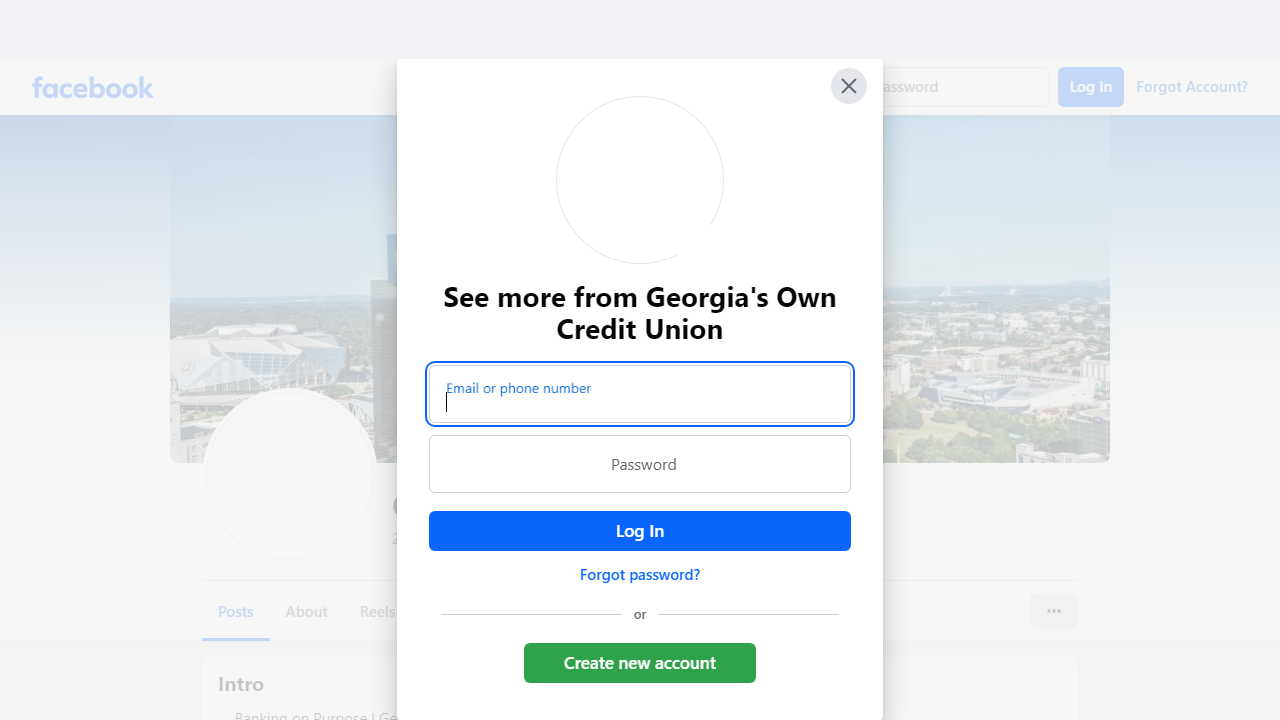 facebook
assword
Log In
Forgot Account?
See more from Georgia's Own
Credit Union
Email or phone number
Password
Log In
Forgot password?
or
Create new account
Posts
About
Reels
Intro
Banking on Purpose | Ge